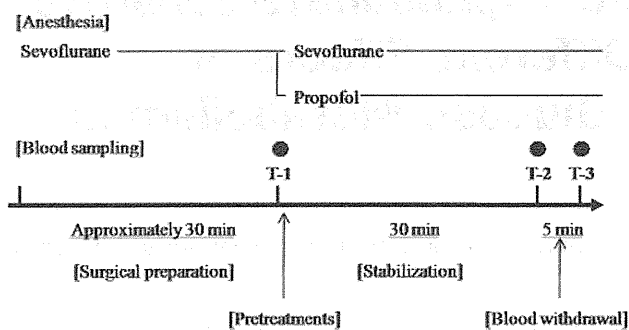 [Anesthesia]
Sevoflurane Sevoflurane
Propofol
[Blood sampling]
T-1 T-2 T-3
Approximately 30 min 30 min 5 min
[Surgical preparation] [Stabilization]
[Pretreatments] [Blood withdrawal]